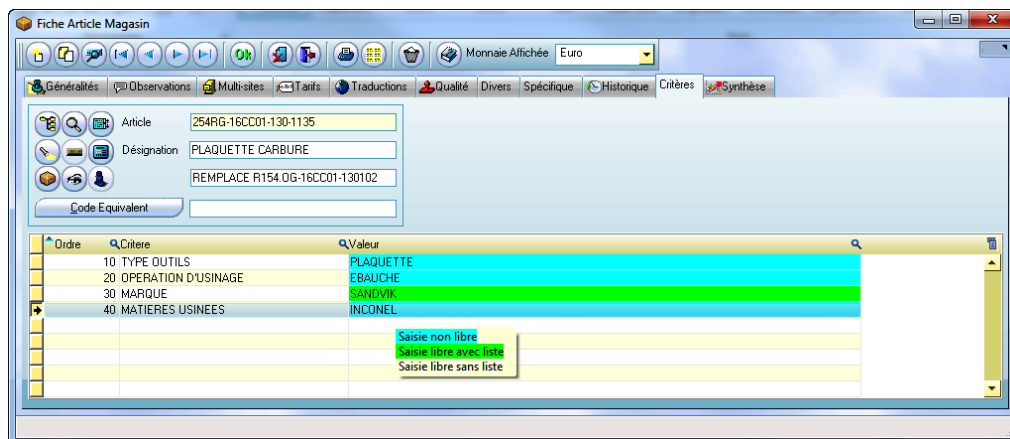 Fiche Article Magasin
Ok Monnaie Affichée Euro
Généralités Observations Multi-sites Tarifs Traductions Qualité Divers Spécifique Historique Critères Synthèse
Article 254RG-16CC01-130-1135
Désignation PLAQUETTE CARBURE
REMPLACE R154.0G-16CC01-130102
Code Equivalent
Ordre Critere Valeur
10 TYPE OUTILS PLAQUETTE
20 OPERATION D'USINAGE EBAUCHE
30 MARQUE SANDVIK
40 MATIERES USINEES INCONEL
Saisie non libre
Saisie libre avec liste
Saisie libre sans liste